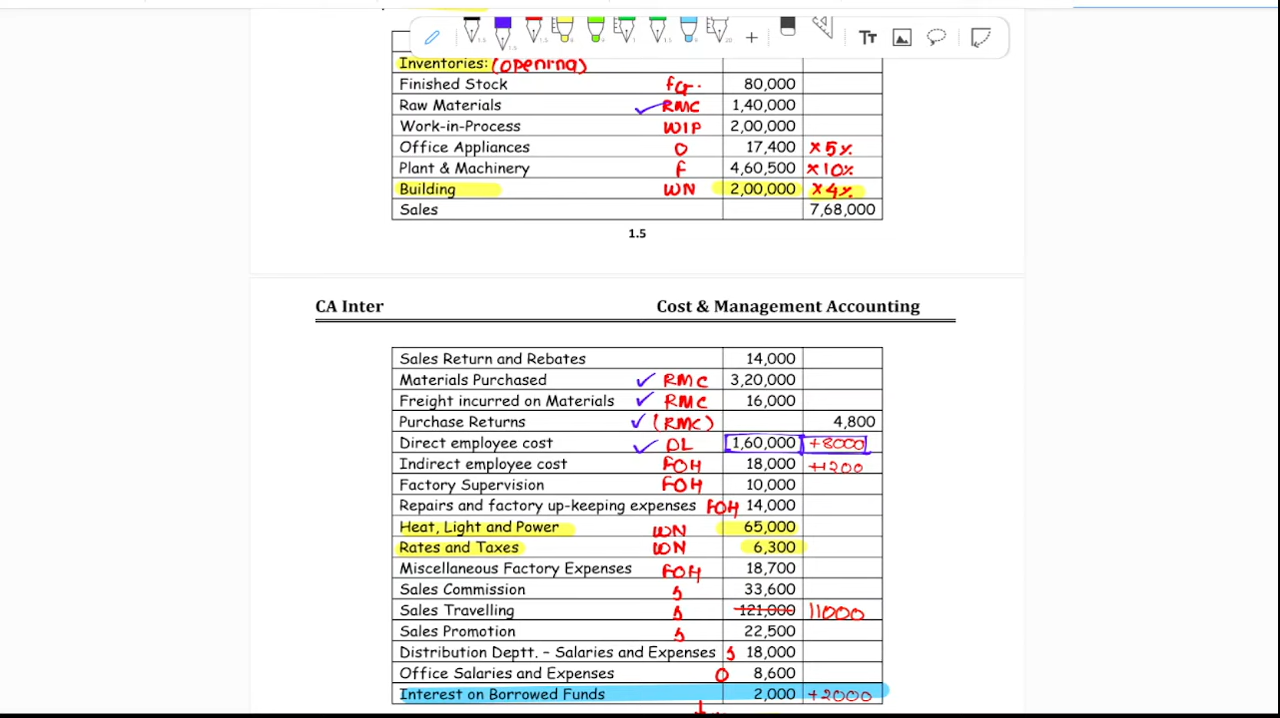 Inventories: (Opening)
Finished Stock FG. 80,000
Raw Materials RMC 1,40,000
Work-in-Process WIP 2,00,000
Office Appliances O 17,400 x5%
Plant & Machinery F 4,60,500 x10%
Building WN 2,00,000 x4%
Sales 7,68,000
1.5
CA Inter Cost & Management Accounting
Sales Return and Rebates 14,000
Materials Purchased RMC 3,20,000
Freight incurred on Materials RMC 16,000
Purchase Returns (RMC) 4,800
Direct employee cost DL 1,60,000 +8000
Indirect employee cost FOH 18,000 +1200
Factory Supervision FOH 10,000
Repairs and factory up-keeping expenses FOH 14,000
Heat, Light and Power WN 65,000
Rates and Taxes WN 6,300
Miscellaneous Factory Expenses FOH 18,700
Sales Commission S 33,600
Sales Travelling S 121,000 11000
Sales Promotion S 22,500
Distribution Deptt. – Salaries and Expenses S 18,000
Office Salaries and Expenses O 8,600
Interest on Borrowed Funds 2,000 +2000